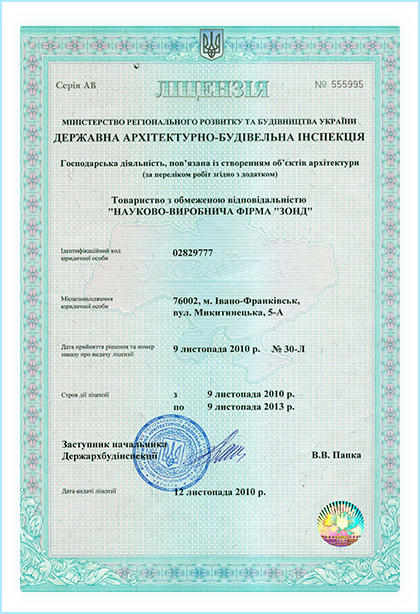 Серія АВ
ЛІЦЕНЗІЯ
№ 555995
МІНІСТЕРСТВО РЕГІОНАЛЬНОГО РОЗВИТКУ ТА БУДІВНИЦТВА УКРАЇНИ
ДЕРЖАВНА АРХІТЕКТУРНО-БУДІВЕЛЬНА ІНСПЕКЦІЯ
Господарська діяльність, пов'язана із створенням об'єктів архітектури
(за переліком робіт згідно з додатком)
Товариство з обмеженою відповідальністю
"НАУКОВО-ВИРОБНИЧА ФІРМА "ЗОНД"
Ідентифікаційний код
юридичної особи
02829777
Місцезнаходження
юридичної особи
76002, м. Івано-Франківськ,
вул. Микитинецька, 5-А
Дата прийняття рішення та номер
наказу про видачу ліцензії
9 листопада 2010 р. № 30-Л
Строк дії ліцензії
з 9 листопада 2010 р.
по 9 листопада 2013 р.
Заступник начальника
Держархбудінспекції
В.В. Папка
Дата видачі ліцензії
12 листопада 2010 р.